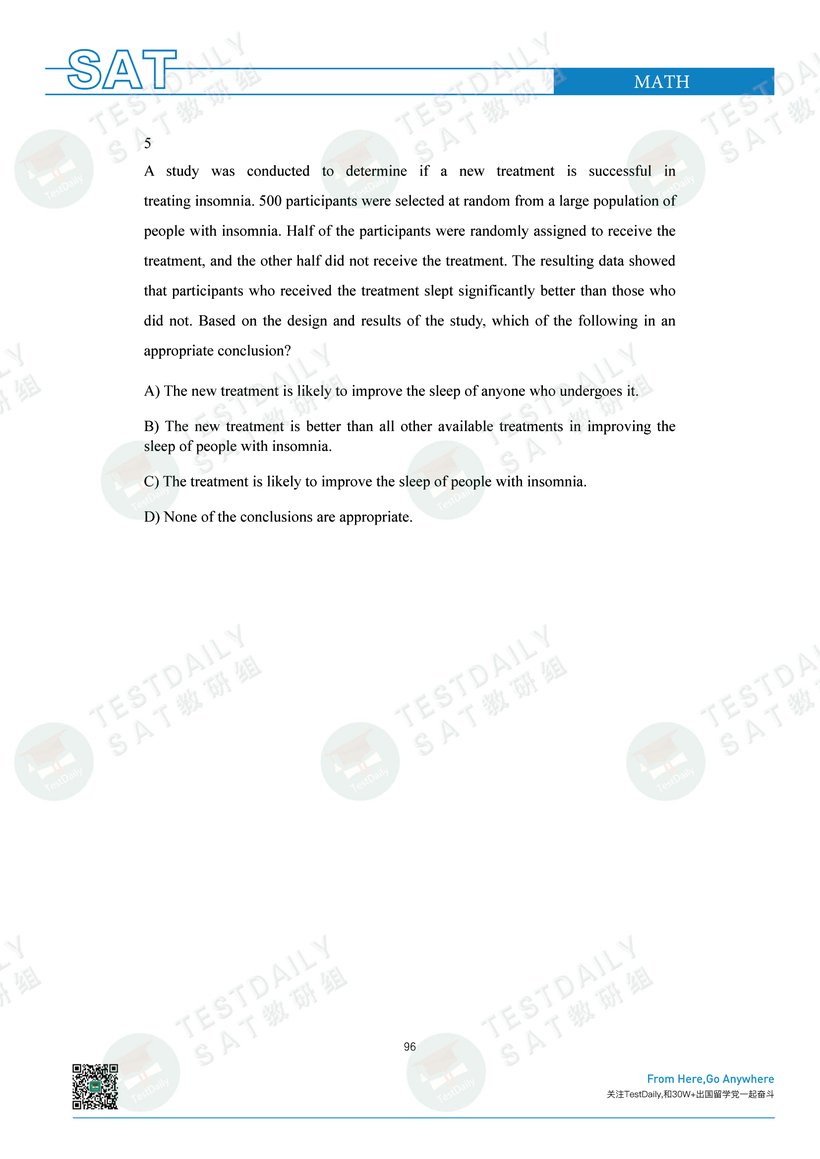 SAT
MATH
5
A study was conducted to determine if a new treatment is successful in
treating insomnia. 500 participants were selected at random from a large population of
people with insomnia. Half of the participants were randomly assigned to receive the
treatment, and the other half did not receive the treatment. The resulting data showed
that participants who received the treatment slept significantly better than those who
did not. Based on the design and results of the study, which of the following in an
appropriate conclusion?
A) The new treatment is likely to improve the sleep of anyone who undergoes it.
B) The new treatment is better than all other available treatments in improving the
sleep of people with insomnia.
C) The treatment is likely to improve the sleep of people with insomnia.
D) None of the conclusions are appropriate.
TESTDAILY
SAT教研组
TestDaily
96
From Here,Go Anywhere
关注TestDaily,和30W+出国留学党一起奋斗